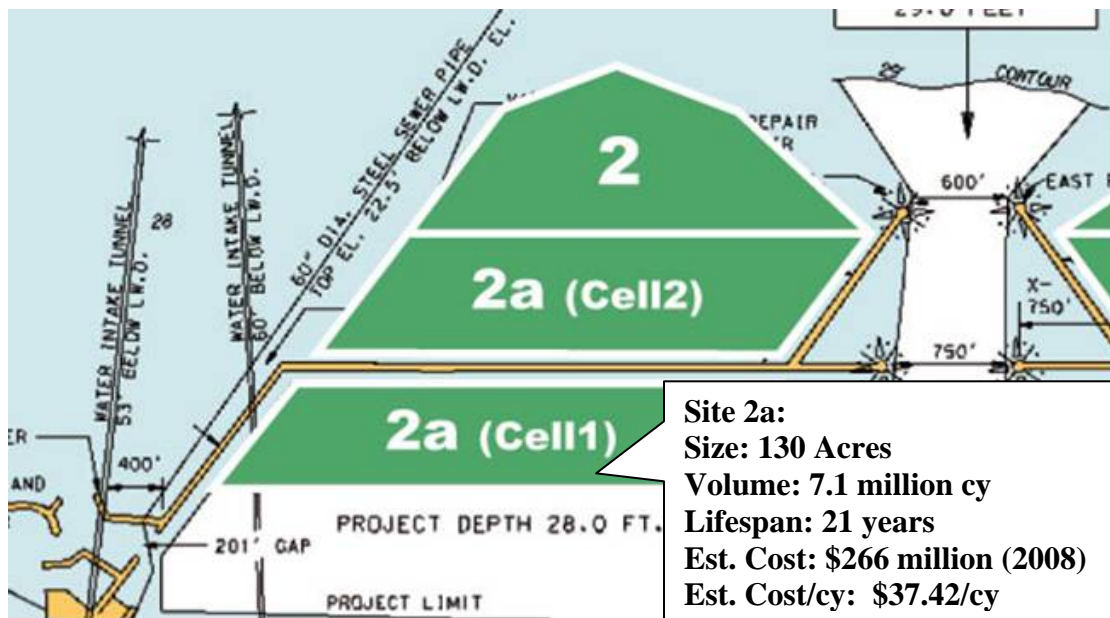 29.0 FEET
29'
CONTOUR
60" DIA. STEEL SEWER PIPE
TOP EL. 22.5' BELOW LW.D. EL.
REPAIR
2
600'
EAST
WATER INTAKE TUNNEL
60' BELOW LW.D.
WATER INTAKE TUNNEL
53' BELOW LW.D.
28
2a (Cell2)
X-
750'
750'
2a (Cell1)
400'
AND
201' GAP
PROJECT DEPTH 28.0 FT.
PROJECT LIMIT
Site 2a:
Size: 130 Acres
Volume: 7.1 million cy
Lifespan: 21 years
Est. Cost: $266 million (2008)
Est. Cost/cy: $37.42/cy